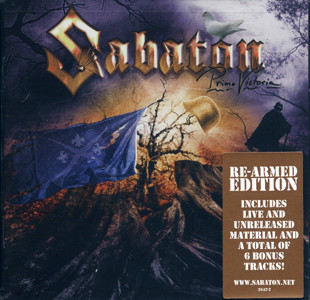 Sabaton
Primo Victoria
RE-ARMED
EDITION
INCLUDES
LIVE AND
UNRELEASED
MATERIAL AND
A TOTAL OF
6 BONUS
TRACKS!
WWW.SABATON.NET